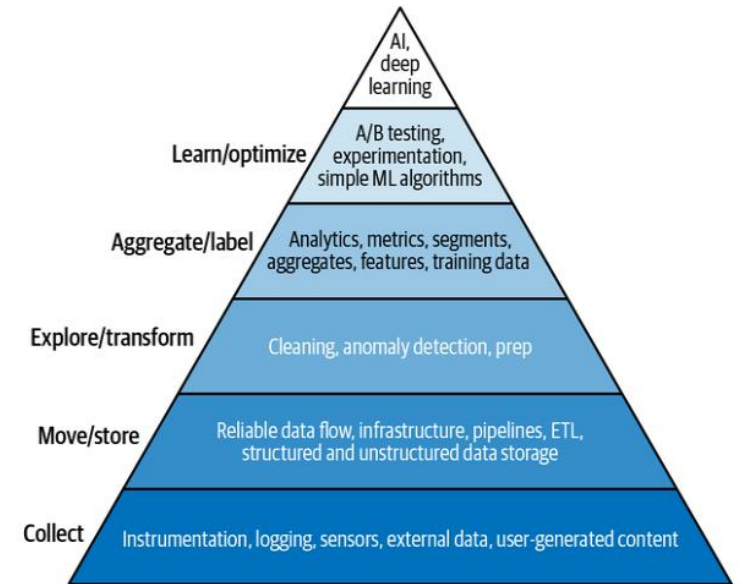 AI,
deep
learning
Learn/optimize
A/B testing,
experimentation,
simple ML algorithms
Aggregate/label
Analytics, metrics, segments,
aggregates, features, training data
Explore/transform
Cleaning, anomaly detection, prep
Move/store
Reliable data flow, infrastructure, pipelines, ETL,
structured and unstructured data storage
Collect
Instrumentation, logging, sensors, external data, user-generated content